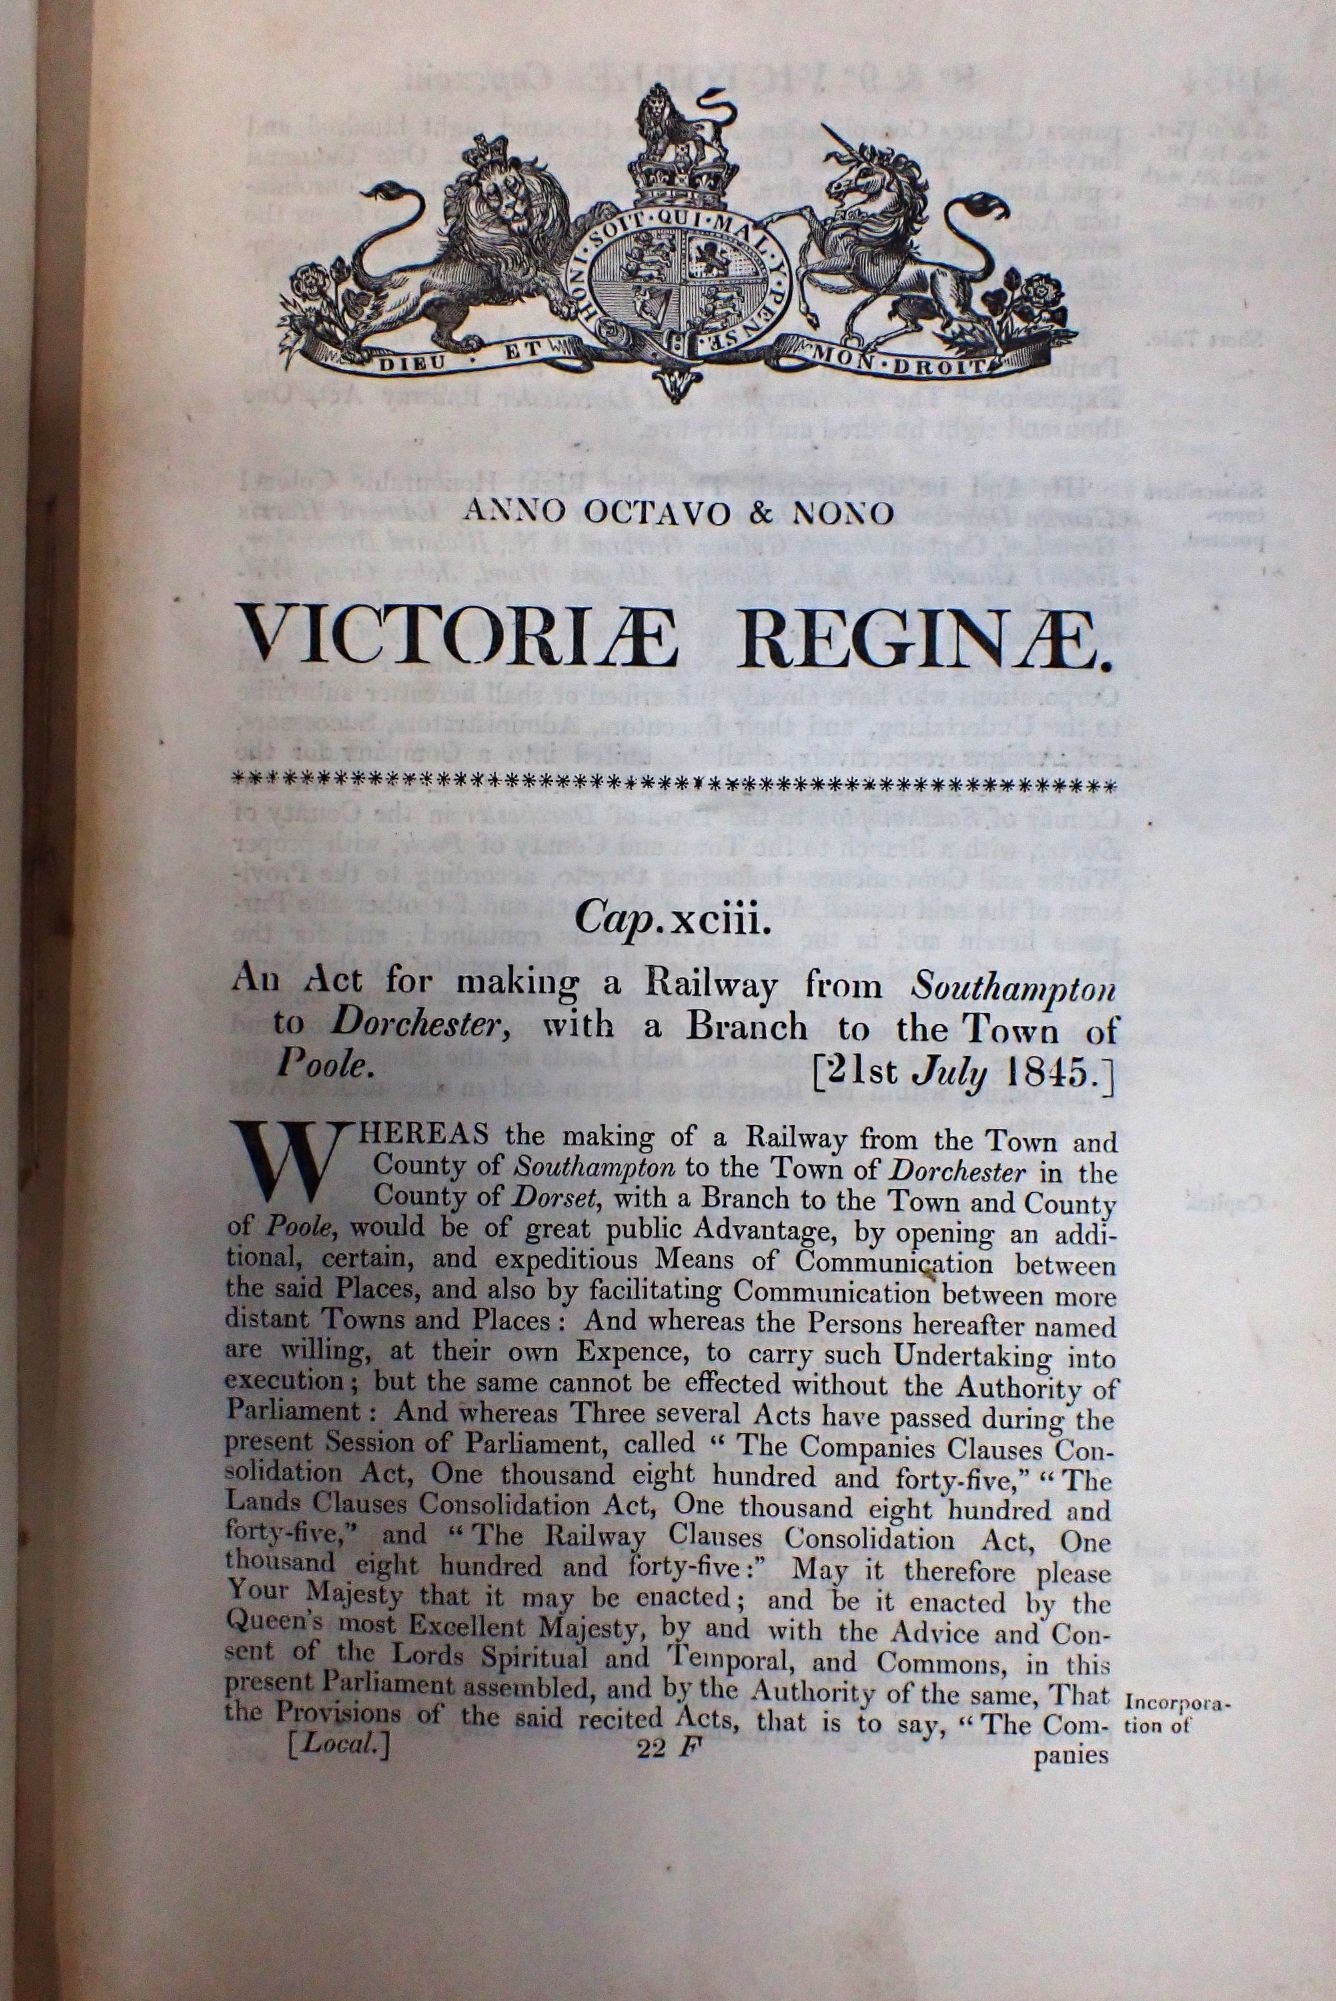 HONI · SOIT · QUI · MAL · Y · PENSE
DIEU · ET MON · DROIT
ANNO OCTAVO & NONO
VICTORIÆ REGINÆ.
Cap. xciii.
An Act for making a Railway from Southampton
to Dorchester, with a Branch to the Town of
Poole. [21st July 1845.]
WHEREAS the making of a Railway from the Town and
County of Southampton to the Town of Dorchester in the
County of Dorset, with a Branch to the Town and County
of Poole, would be of great public Advantage, by opening an addi-
tional, certain, and expeditious Means of Communication between
the said Places, and also by facilitating Communication between more
distant Towns and Places : And whereas the Persons hereafter named
are willing, at their own Expence, to carry such Undertaking into
execution ; but the same cannot be effected without the Authority of
Parliament : And whereas Three several Acts have passed during the
present Session of Parliament, called “ The Companies Clauses Con-
solidation Act, One thousand eight hundred and forty-five,” “ The
Lands Clauses Consolidation Act, One thousand eight hundred and
forty-five,” and “ The Railway Clauses Consolidation Act, One
thousand eight hundred and forty-five :” May it therefore please
Your Majesty that it may be enacted ; and be it enacted by the
Queen's most Excellent Majesty, by and with the Advice and Con-
sent of the Lords Spiritual and Temporal, and Commons, in this
present Parliament assembled, and by the Authority of the same, That
the Provisions of the said recited Acts, that is to say, “ The Com-
Incorpora-
tion of
[Local.] 22 F panies